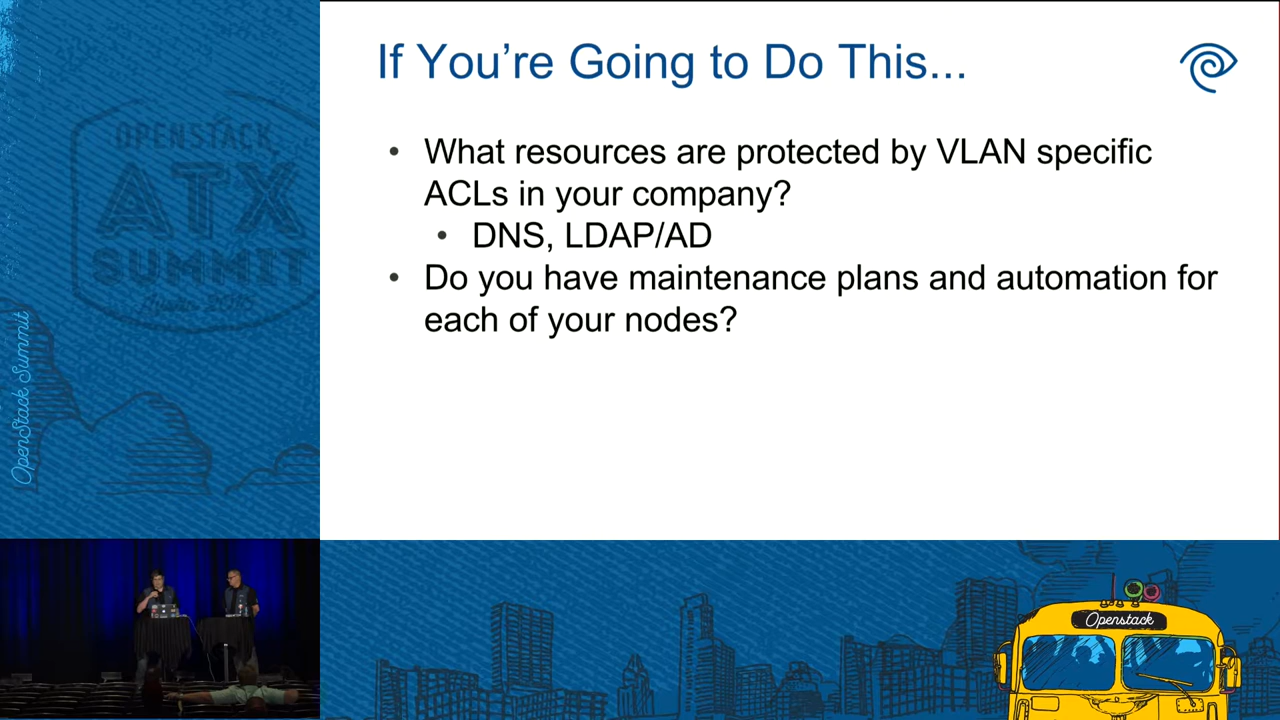 If You’re Going to Do This...
• What resources are protected by VLAN specific
ACLs in your company?
• DNS, LDAP/AD
• Do you have maintenance plans and automation for
each of your nodes?
OPENSTACK
ATX
SUMMIT
OpenStack Summit
Openstack